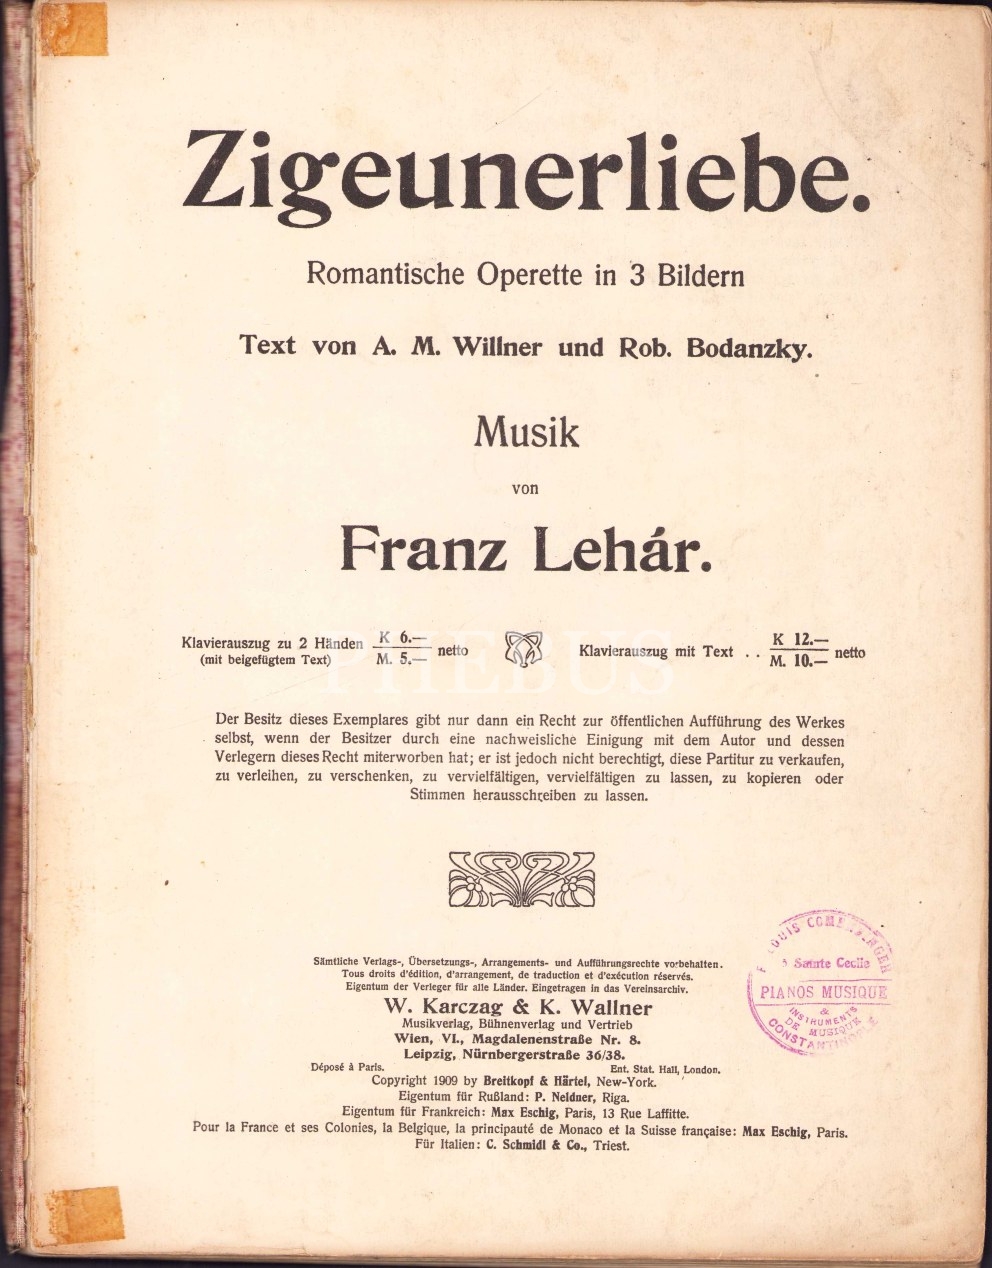 Zigeunerliebe.
Romantische Operette in 3 Bildern
Text von A. M. Willner und Rob. Bodanzky.
Musik
von
Franz Lehár.
Klavierauszug zu 2 Händen K 6.— netto
(mit beigefügtem Text) M. 5.—
Klavierauszug mit Text . . K 12.— netto
M. 10.—
PHEBUS
Der Besitz dieses Exemplares gibt nur dann ein Recht zur öffentlichen Aufführung des Werkes
selbst, wenn der Besitzer durch eine nachweisliche Einigung mit dem Autor und dessen
Verlegern dieses Recht miterworben hat; er ist jedoch nicht berechtigt, diese Partitur zu verkaufen,
zu verleihen, zu verschenken, zu vervielfältigen, vervielfältigen zu lassen, zu kopieren oder
Stimmen herausschreiben zu lassen.
Sämtliche Verlags-, Übersetzungs-, Arrangements- und Aufführungsrechte vorbehalten.
Tous droits d'édition, d'arrangement, de traduction et d'exécution réservés.
Eigentum der Verleger für alle Länder. Eingetragen in das Vereinsarchiv.
W. Karczag & K. Wallner
Musikverlag, Bühnenverlag und Vertrieb
Wien, VI., Magdalenenstraße Nr. 8.
Leipzig, Nürnbergerstraße 36/38.
Déposé à Paris. Ent. Stat. Hall, London.
Copyright 1909 by Breitkopf & Härtel, New-York.
Eigentum für Rußland: P. Neldner, Riga.
Eigentum für Frankreich: Max Eschig, Paris, 13 Rue Laffitte.
Pour la France et ses Colonies, la Belgique, la principauté de Monaco et la Suisse française: Max Eschig, Paris.
Für Italien: C. Schmidl & Co., Triest.
Sainte Cecile
PIANOS MUSIQUE
&
INSTRUMENTS
DE MUSIQUE
CONSTANTINOPLE